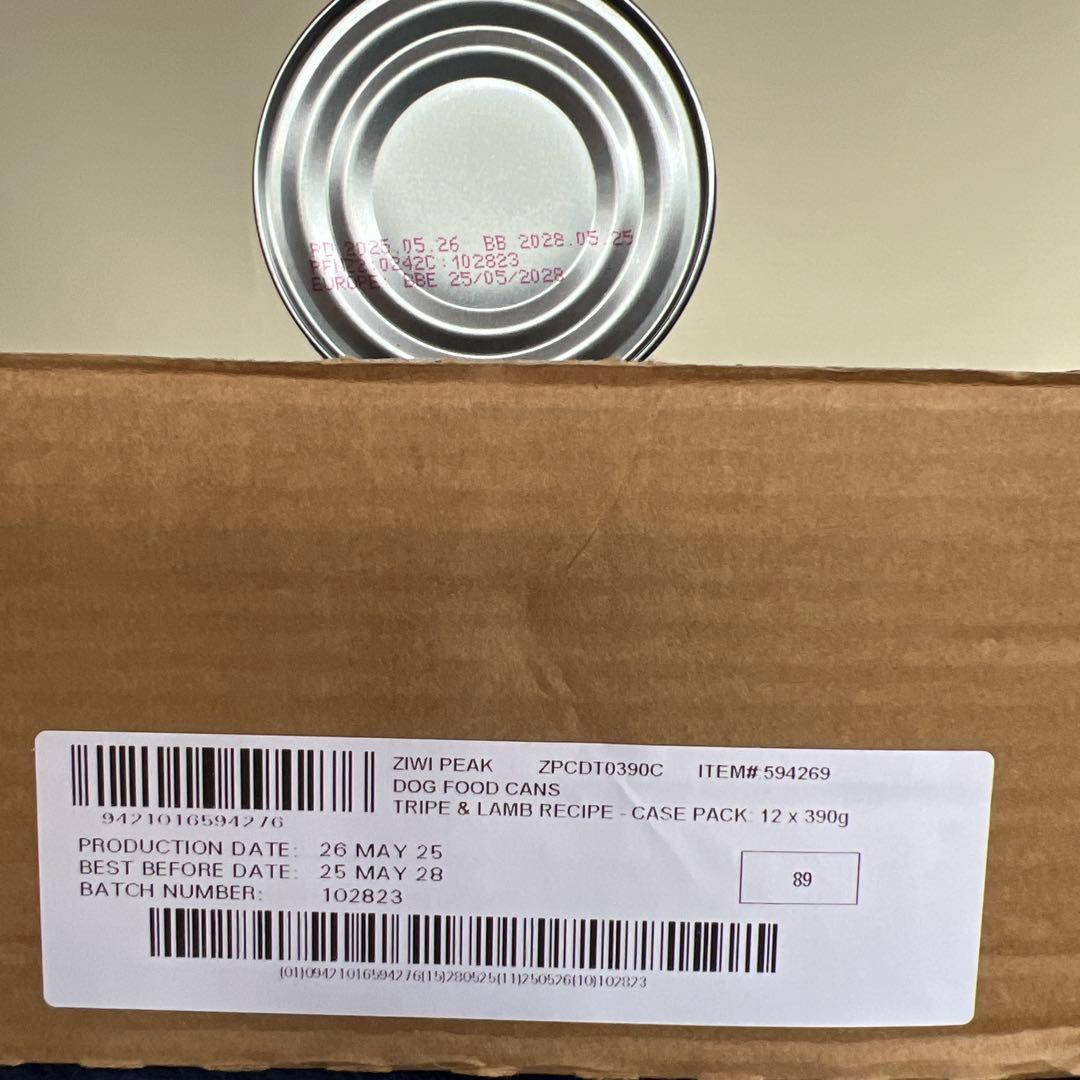 PD 2025.05.26 BB 2028.05.25
:102823
EUROPE BBE 25/05/2028
ZIWI PEAK ZPCDT0390C ITEM# 594269
DOG FOOD CANS
TRIPE & LAMB RECIPE - CASE PACK: 12 x 390g
9421016594276
PRODUCTION DATE: 26 MAY 25
BEST BEFORE DATE: 25 MAY 28
BATCH NUMBER: 102823
89
(01)09421016594276(15)280525(11)250526(10)102823